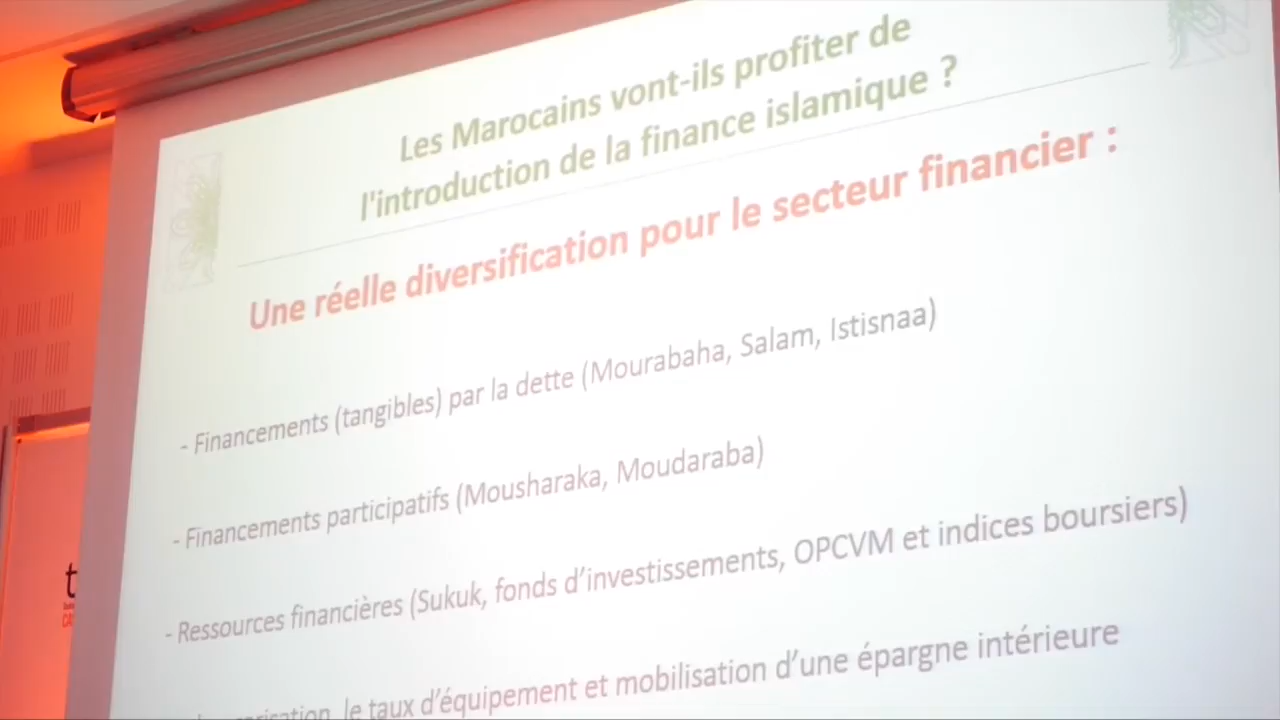 Les Marocains vont-ils profiter de
l'introduction de la finance islamique ?
Une réelle diversification pour le secteur financier :
- Financements (tangibles) par la dette (Mourabaha, Salam, Istisnaa)
- Financements participatifs (Mousharaka, Moudaraba)
- Ressources financières (Sukuk, fonds d'investissements, OPCVM et indices boursiers)
le taux d'équipement et mobilisation d'une épargne intérieure